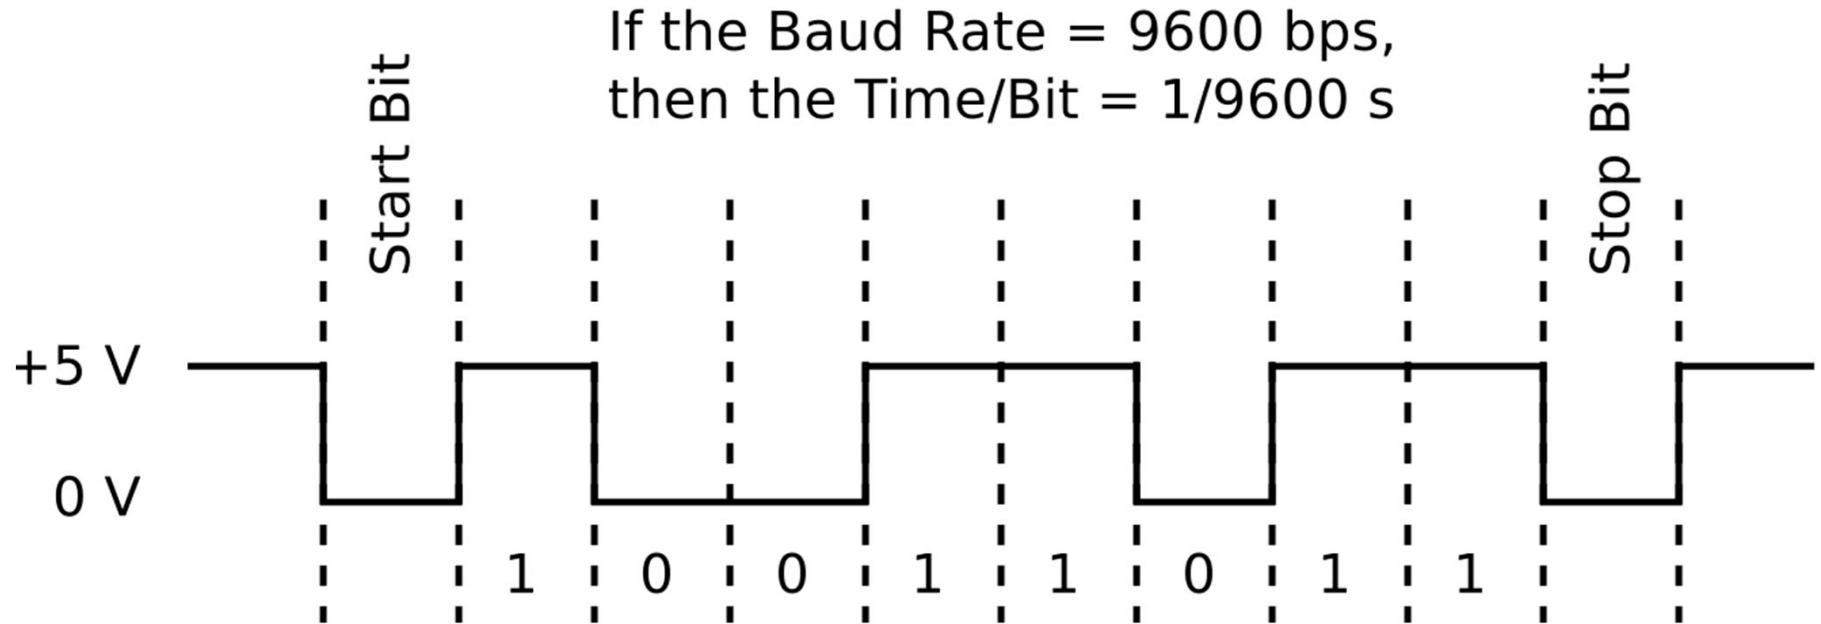 If the Baud Rate = 9600 bps,
then the Time/Bit = 1/9600 s
Start Bit
Stop Bit
+5 V
0 V
1 0 0 1 1 0 1 1